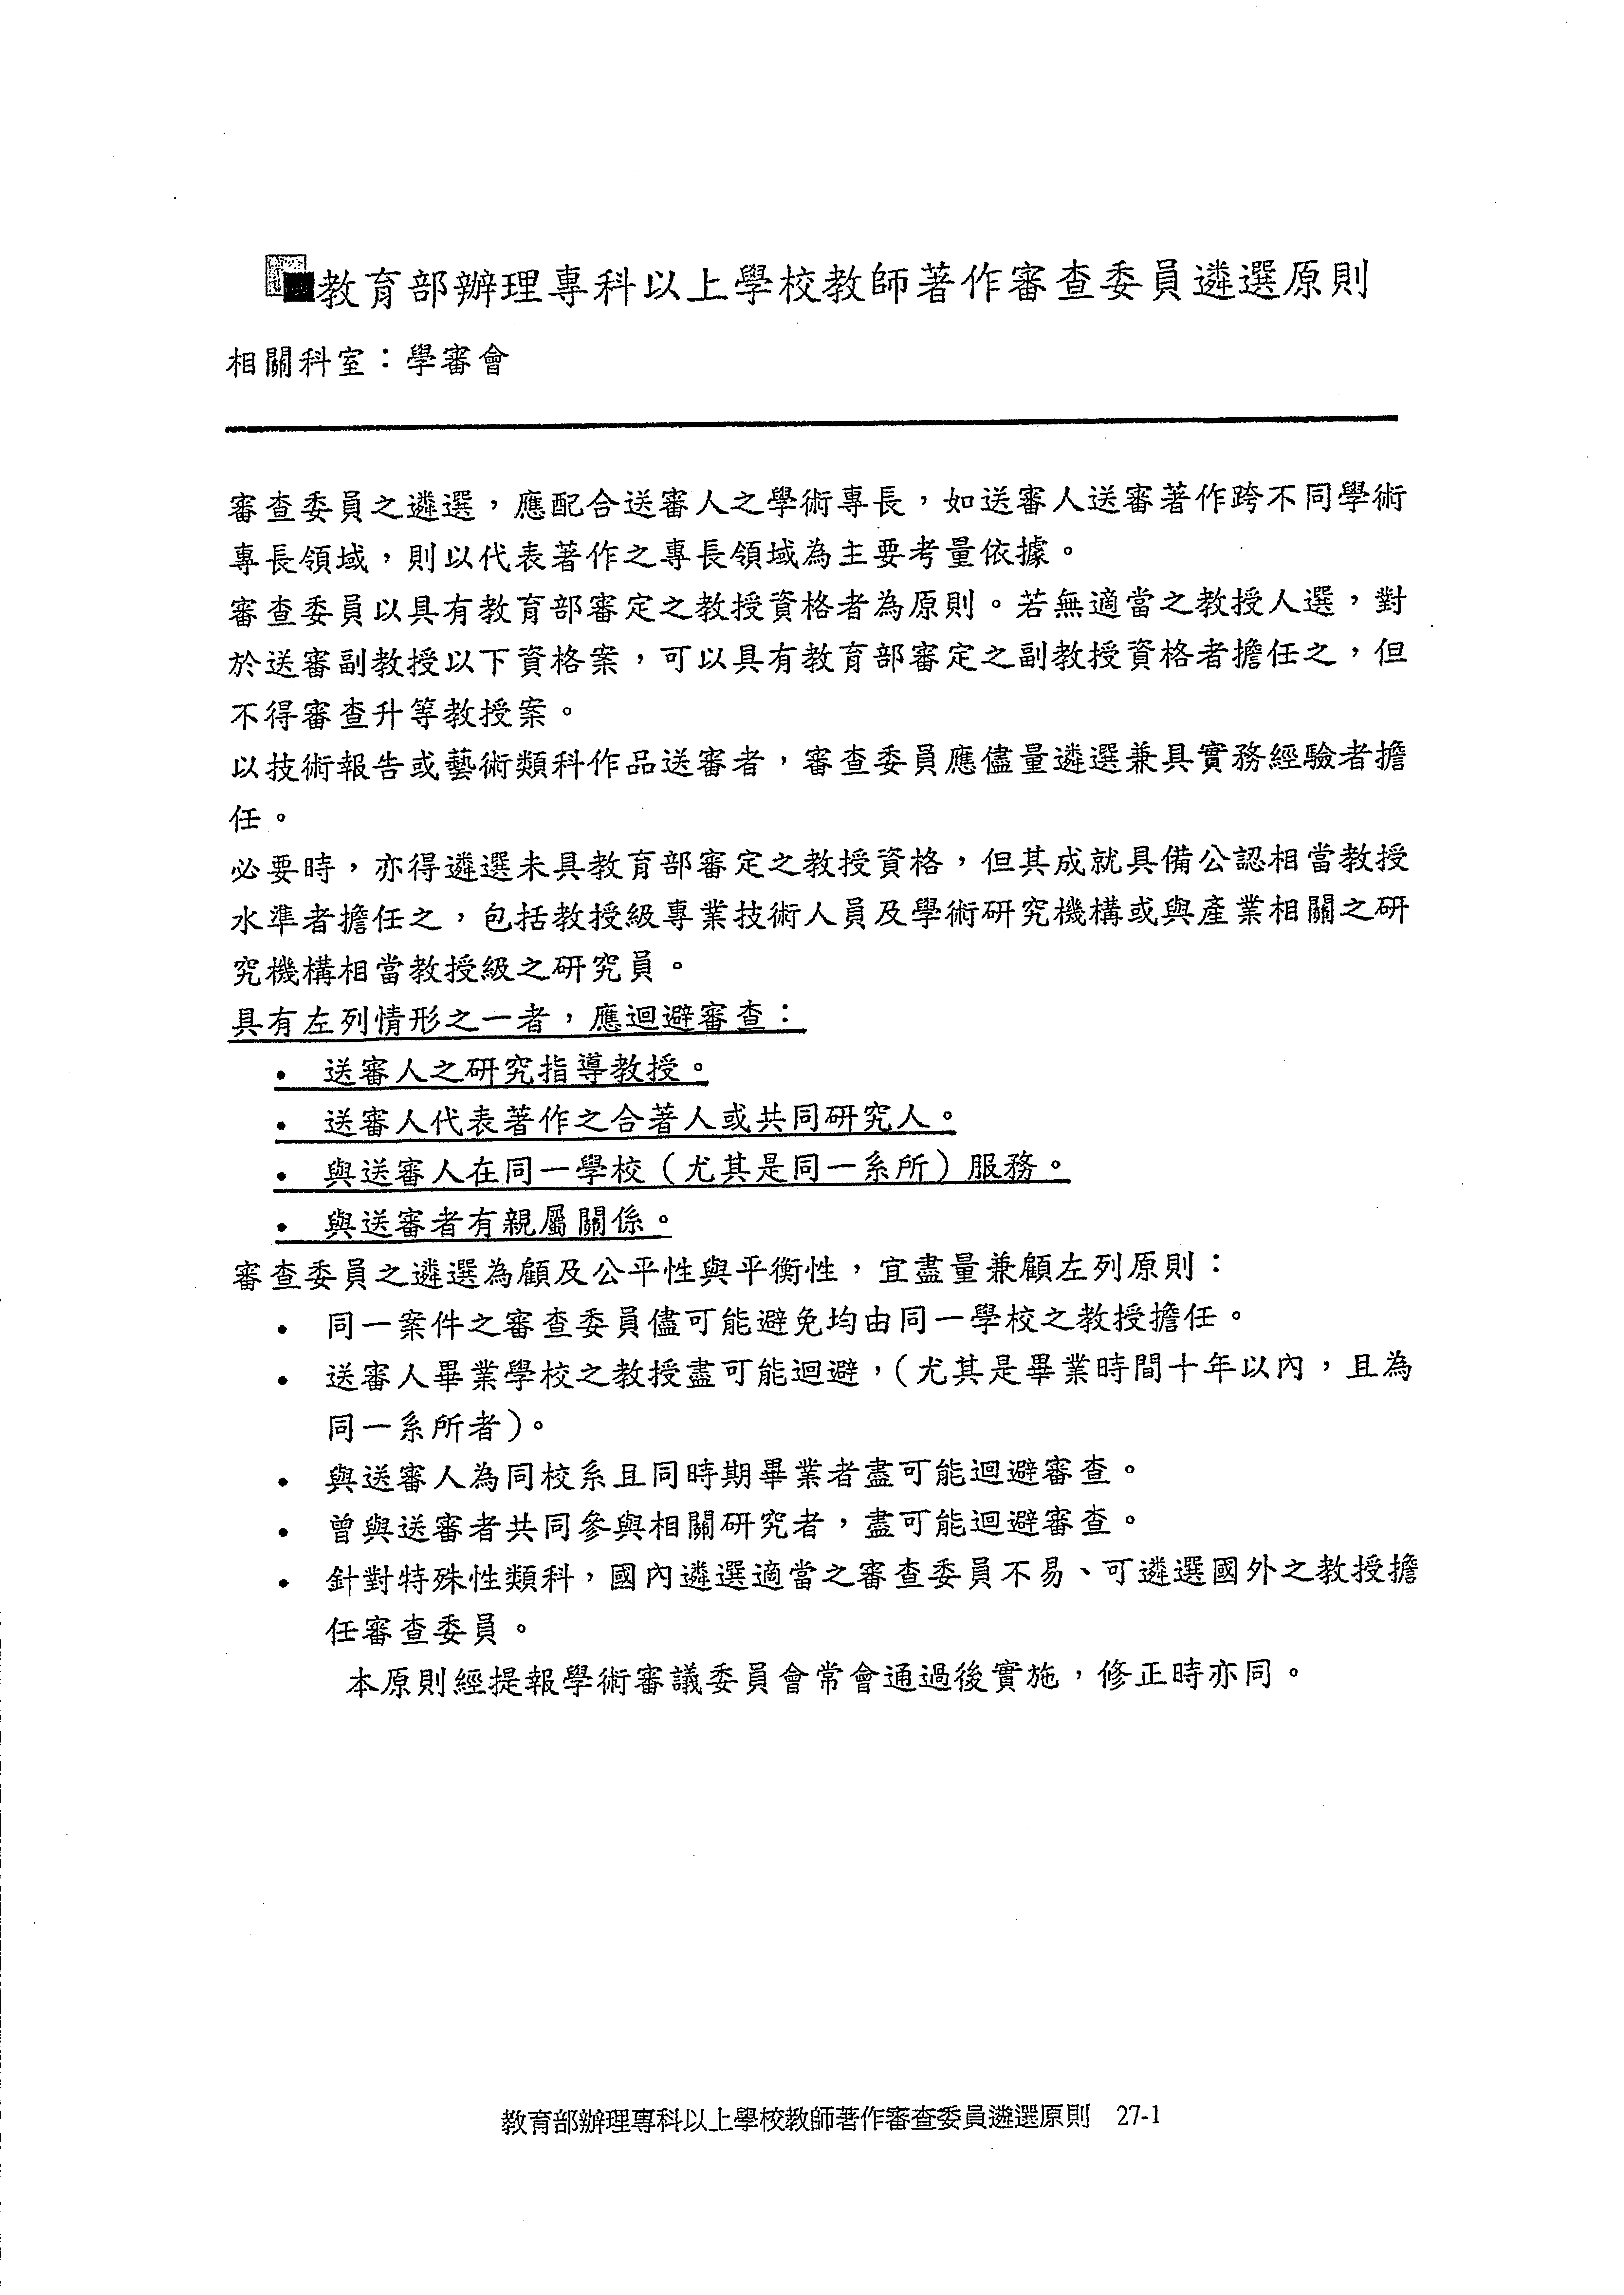 教育部辦理專科以上學校教師著作審查委員遴選原則
相關科室：學審會
審查委員之遴選，應配合送審人之學術專長，如送審人送審著作跨不同學術
專長領域，則以代表著作之專長領域為主要考量依據。
審查委員以具有教育部審定之教授資格者為原則。若無適當之教授人選，對
於送審副教授以下資格案，可以具有教育部審定之副教授資格者擔任之，但
不得審查升等教授案。
以技術報告或藝術類科作品送審者，審查委員應儘量遴選兼具實務經驗者擔
任。
必要時，亦得遴選未具教育部審定之教授資格，但其成就具備公認相當教授
水準者擔任之，包括教授級專業技術人員及學術研究機構或與產業相關之研
究機構相當教授級之研究員。
具有左列情形之一者，應迴避審查：
• 送審人之研究指導教授。
• 送審人代表著作之合著人或共同研究人。
• 與送審人在同一學校（尤其是同一系所）服務。
• 與送審者有親屬關係。
審查委員之遴選為顧及公平性與平衡性，宜盡量兼顧左列原則：
• 同一案件之審查委員儘可能避免均由同一學校之教授擔任。
• 送審人畢業學校之教授盡可能迴避，（尤其是畢業時間十年以內，且為
同一系所者）。
• 與送審人為同校系且同時期畢業者盡可能迴避審查。
• 曾與送審者共同參與相關研究者，盡可能迴避審查。
• 針對特殊性類科，國內遴選適當之審查委員不易、可遴選國外之教授擔
任審查委員。
本原則經提報學術審議委員會常會通過後實施，修正時亦同。
教育部辦理專科以上學校教師著作審查委員遴選原則 27-1